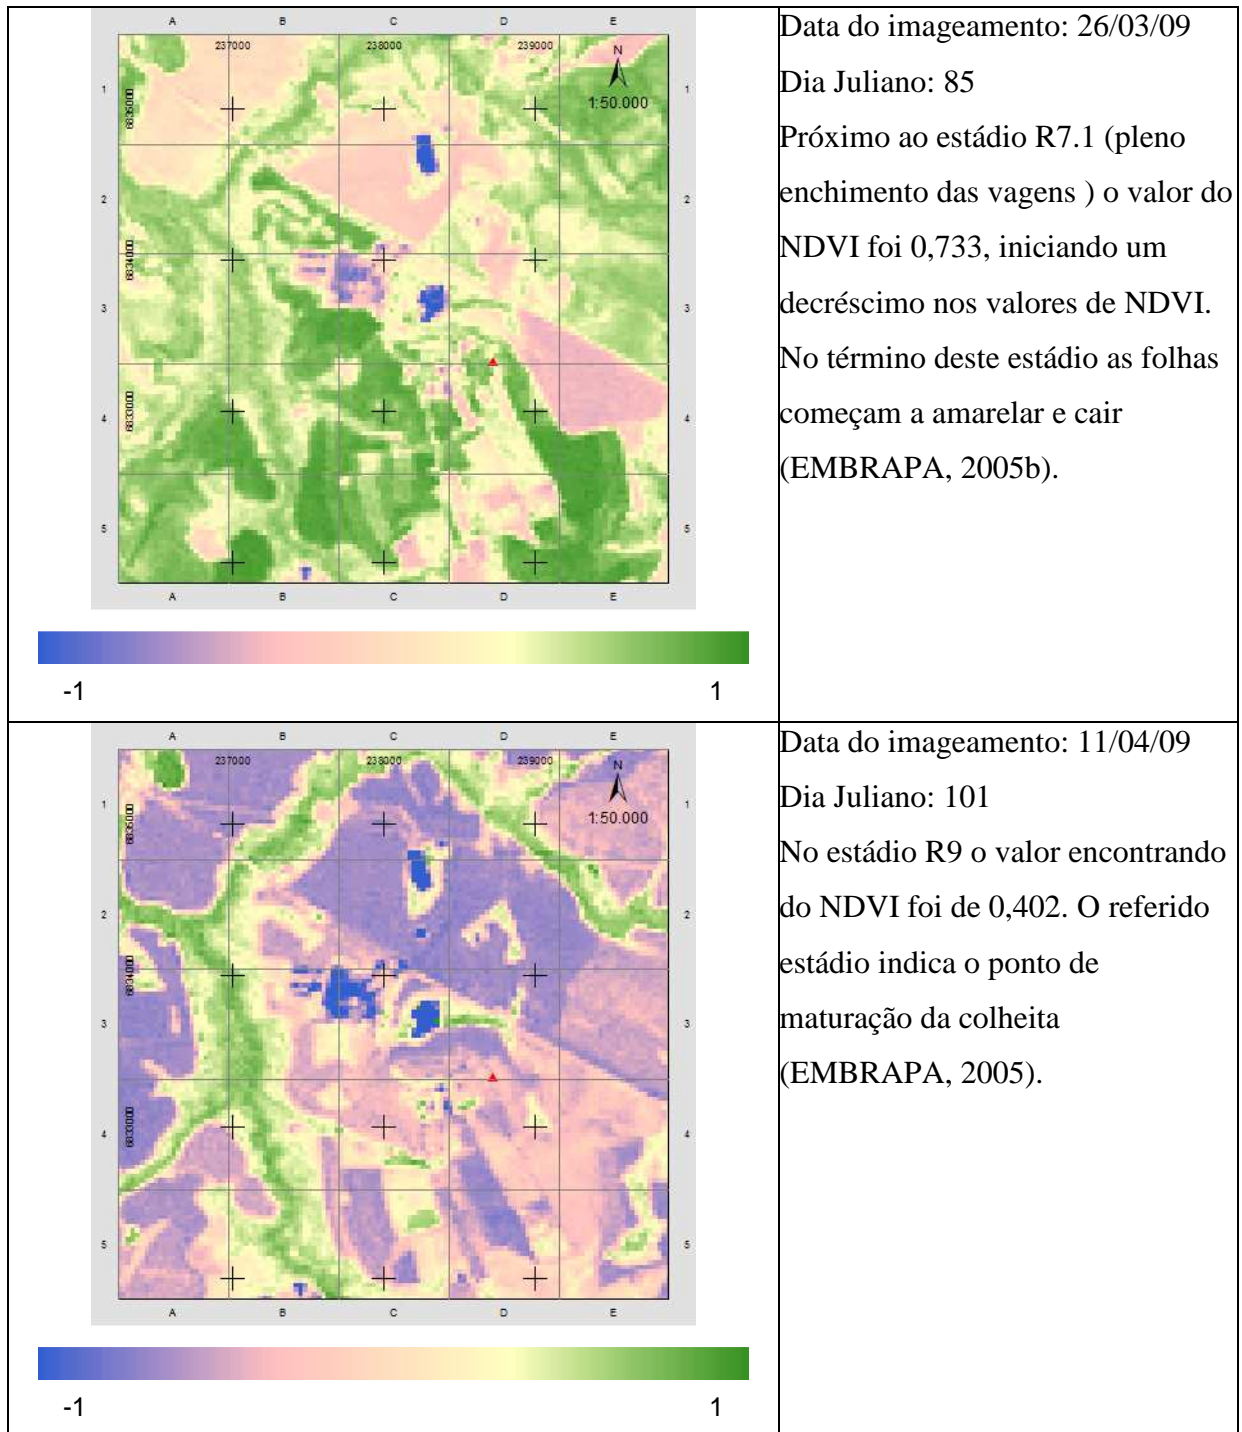 A B C D E
237000 238000 239000
N
1:50.000
1 1
6835000
2 2
6834000
3 3
6833000
4 4
5 5
A B C D E
-1 1
Data do imageamento: 26/03/09
Dia Juliano: 85
Próximo ao estádio R7.1 (pleno
enchimento das vagens ) o valor do
NDVI foi 0,733, iniciando um
decréscimo nos valores de NDVI.
No término deste estádio as folhas
começam a amarelar e cair
(EMBRAPA, 2005b).
A B C D E
237000 238000 239000
N
1:50.000
1 1
6835000
2 2
6834000
3 3
6833000
4 4
5 5
A B C D E
-1 1
Data do imageamento: 11/04/09
Dia Juliano: 101
No estádio R9 o valor encontrando
do NDVI foi de 0,402. O referido
estádio indica o ponto de
maturação da colheita
(EMBRAPA, 2005).